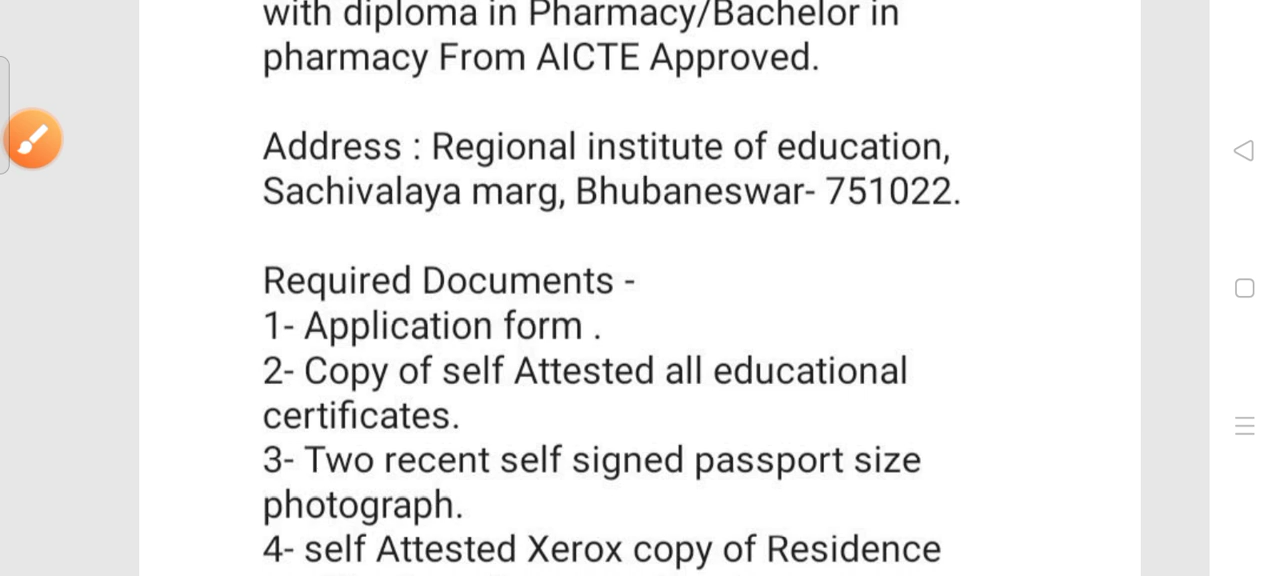 with diploma in Pharmacy/Bachelor in
pharmacy From AICTE Approved.
Address : Regional institute of education,
Sachivalaya marg, Bhubaneswar- 751022.
Required Documents -
1- Application form .
2- Copy of self Attested all educational
certificates.
3- Two recent self signed passport size
photograph.
4- self Attested Xerox copy of Residence